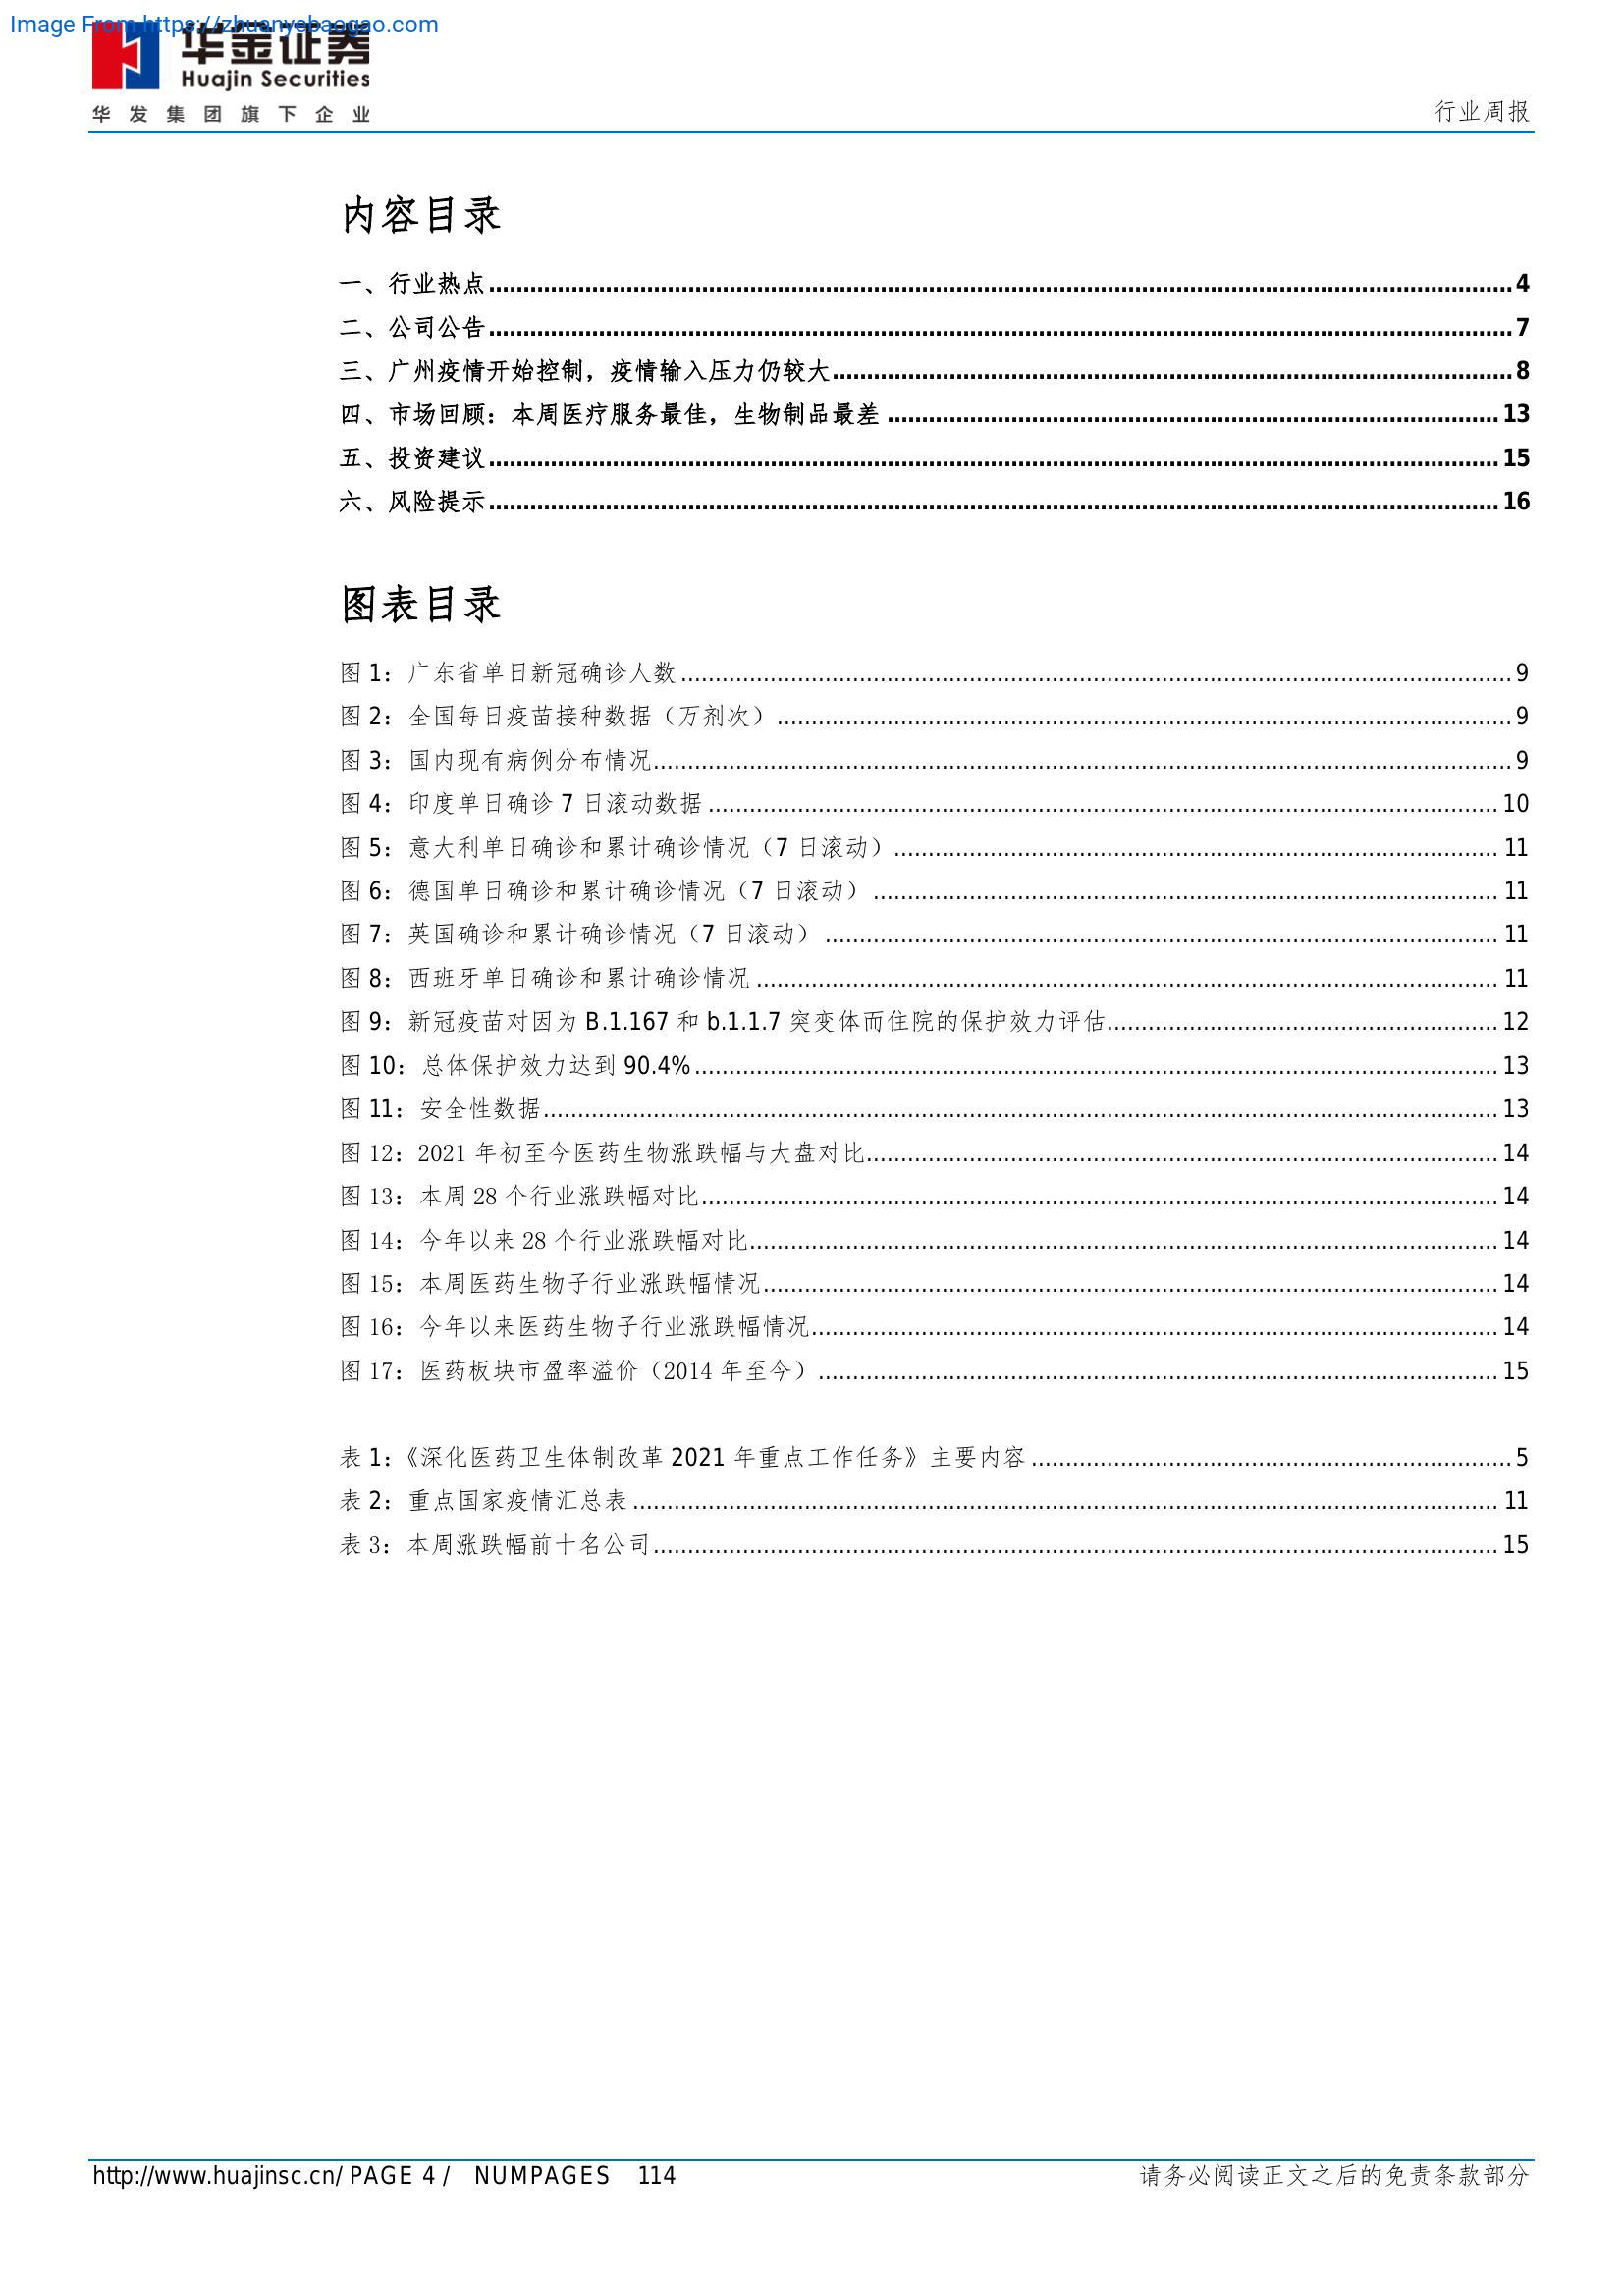 Image From https://zhuanyebaogao.com
华金证券
Huajin Securities
华发集团旗下企业
行业周报
内容目录
一、行业热点 4
二、公司公告 7
三、广州疫情开始控制，疫情输入压力仍较大 8
四、市场回顾：本周医疗服务最佳，生物制品最差 13
五、投资建议 15
六、风险提示 16
图表目录
图 1：广东省单日新冠确诊人数 9
图 2：全国每日疫苗接种数据（万剂次） 9
图 3：国内现有病例分布情况 9
图 4：印度单日确诊 7 日滚动数据 10
图 5：意大利单日确诊和累计确诊情况（7 日滚动） 11
图 6：德国单日确诊和累计确诊情况（7 日滚动） 11
图 7：英国确诊和累计确诊情况（7 日滚动） 11
图 8：西班牙单日确诊和累计确诊情况 11
图 9：新冠疫苗对因为 B.1.167 和 b.1.1.7 突变体而住院的保护效力评估 12
图 10：总体保护效力达到 90.4% 13
图 11：安全性数据 13
图 12：2021 年初至今医药生物涨跌幅与大盘对比 14
图 13：本周 28 个行业涨跌幅对比 14
图 14：今年以来 28 个行业涨跌幅对比 14
图 15：本周医药生物子行业涨跌幅情况 14
图 16：今年以来医药生物子行业涨跌幅情况 14
图 17：医药板块市盈率溢价（2014 年至今） 15
表 1：《深化医药卫生体制改革 2021 年重点工作任务》主要内容 5
表 2：重点国家疫情汇总表 11
表 3：本周涨跌幅前十名公司 15
http://www.huajinsc.cn/ PAGE 4 / NUMPAGES 114
请务必阅读正文之后的免责条款部分